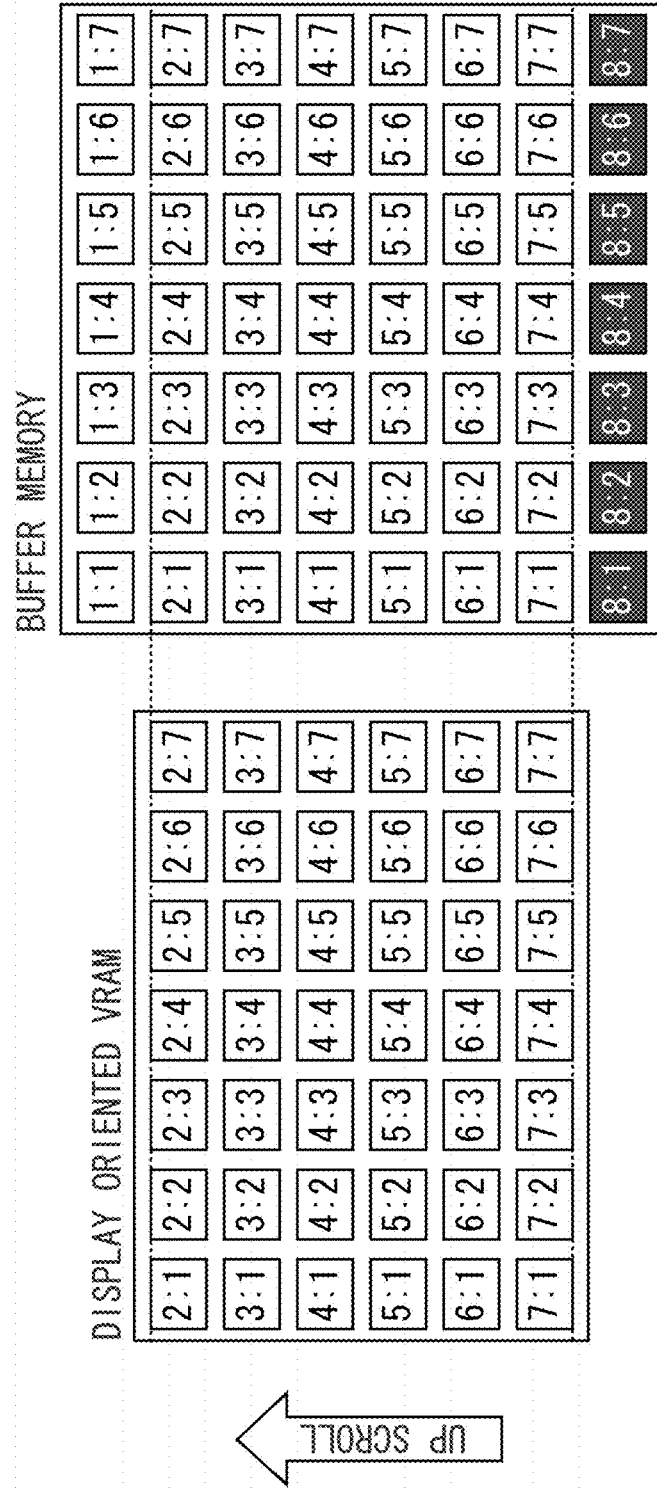 UP SCROLL
DISPLAY ORIENTED VRAM
2:1 2:2 2:3 2:4 2:5 2:6 2:7
3:1 3:2 3:3 3:4 3:5 3:6 3:7
4:1 4:2 4:3 4:4 4:5 4:6 4:7
5:1 5:2 5:3 5:4 5:5 5:6 5:7
6:1 6:2 6:3 6:4 6:5 6:6 6:7
7:1 7:2 7:3 7:4 7:5 7:6 7:7
BUFFER MEMORY
1:1 1:2 1:3 1:4 1:5 1:6 1:7
2:1 2:2 2:3 2:4 2:5 2:6 2:7
3:1 3:2 3:3 3:4 3:5 3:6 3:7
4:1 4:2 4:3 4:4 4:5 4:6 4:7
5:1 5:2 5:3 5:4 5:5 5:6 5:7
6:1 6:2 6:3 6:4 6:5 6:6 6:7
7:1 7:2 7:3 7:4 7:5 7:6 7:7
8:1 8:2 8:3 8:4 8:5 8:6 8:7